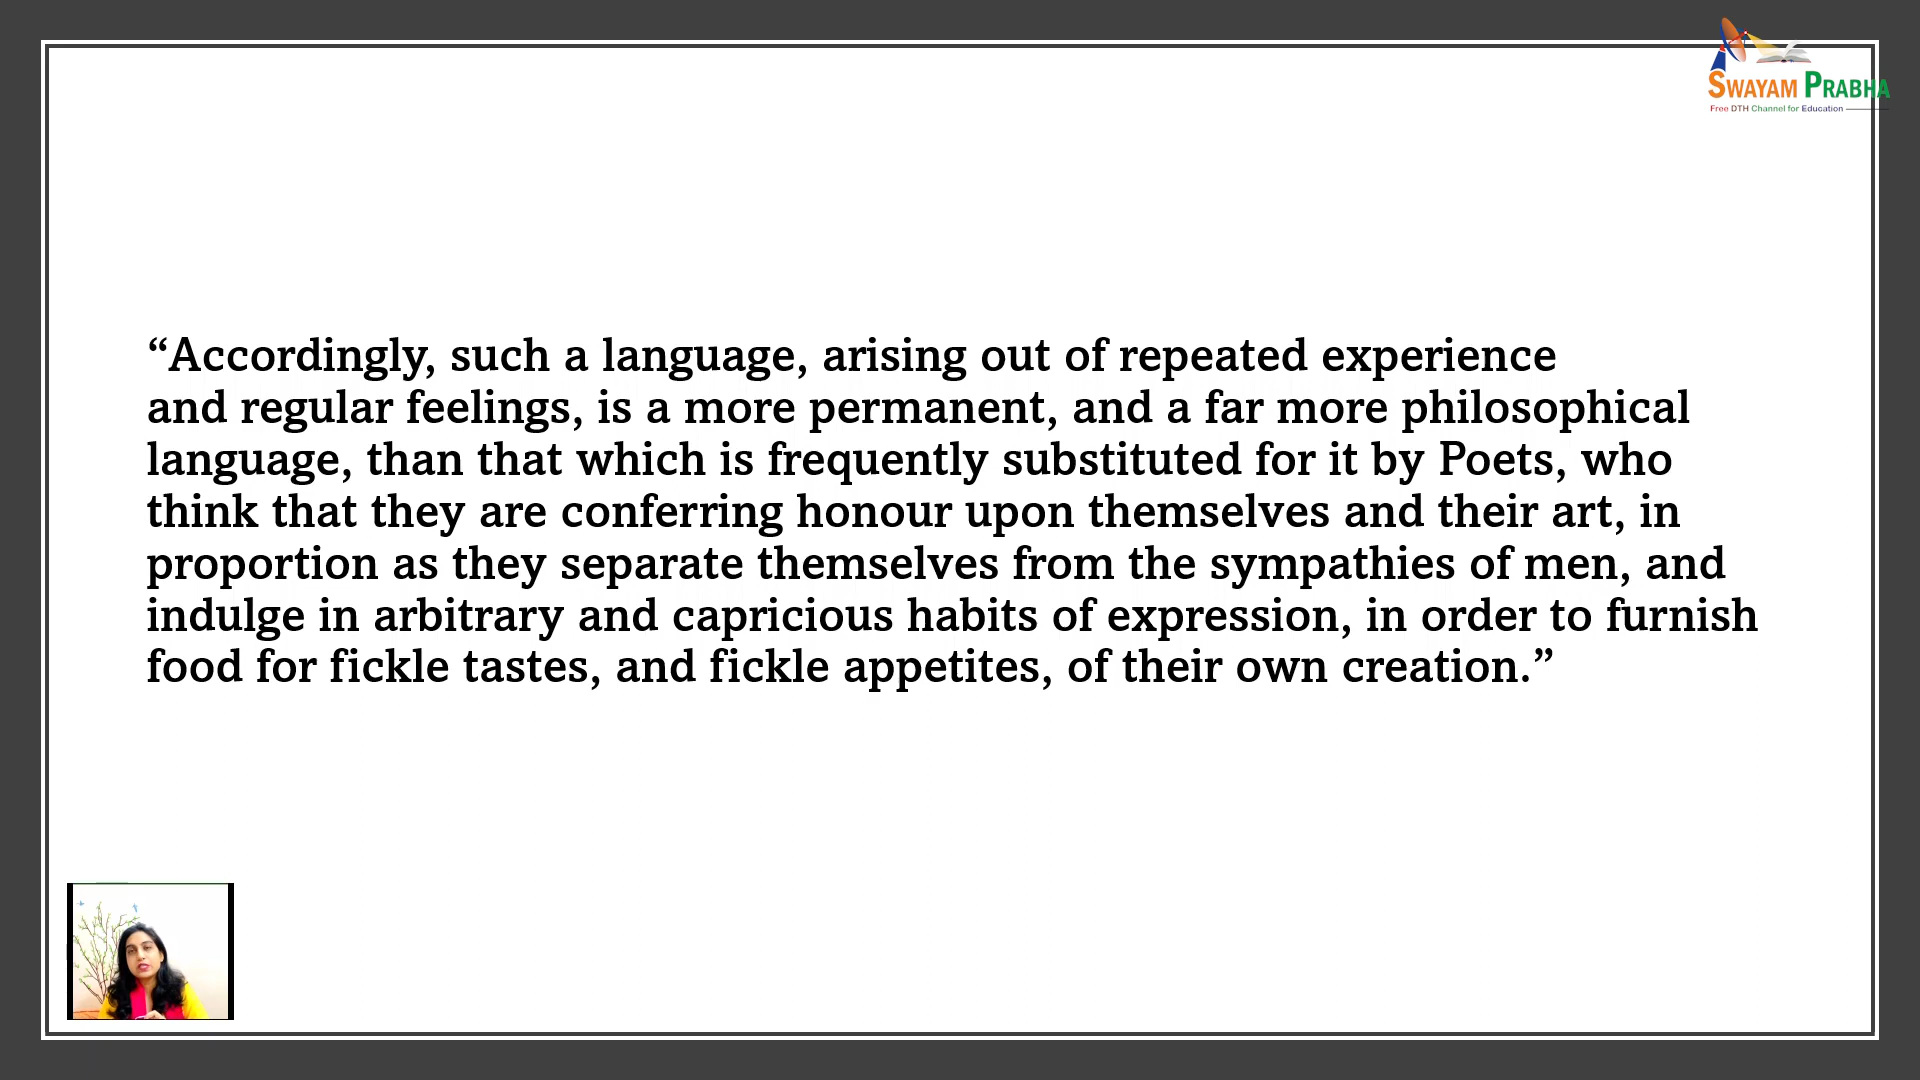 SWAYAM PRABHA
Free DTH Channel for Education
“Accordingly, such a language, arising out of repeated experience
and regular feelings, is a more permanent, and a far more philosophical
language, than that which is frequently substituted for it by Poets, who
think that they are conferring honour upon themselves and their art, in
proportion as they separate themselves from the sympathies of men, and
indulge in arbitrary and capricious habits of expression, in order to furnish
food for fickle tastes, and fickle appetites, of their own creation.”